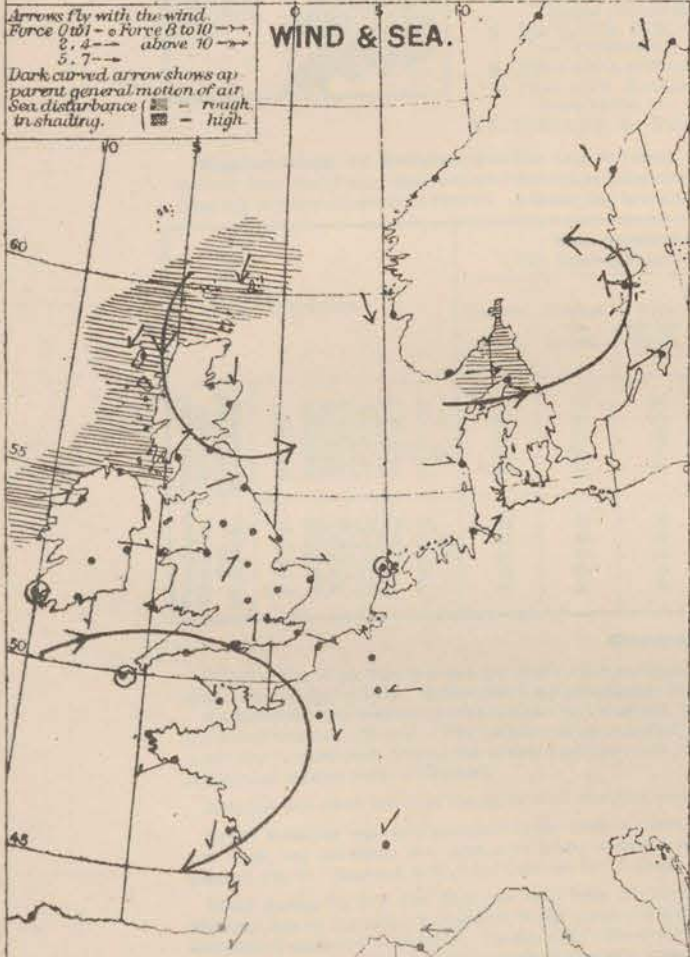 Arrows fly with the wind.
Force 0 to 1 - Force 8 to 10
2, 4 - above 10
5, 7 -
Dark curved arrow shows ap
parent general motion of air
Sea disturbance { - rough
in shading. { - high.
WIND & SEA.
10 5 0 5 10
60
55
50
45